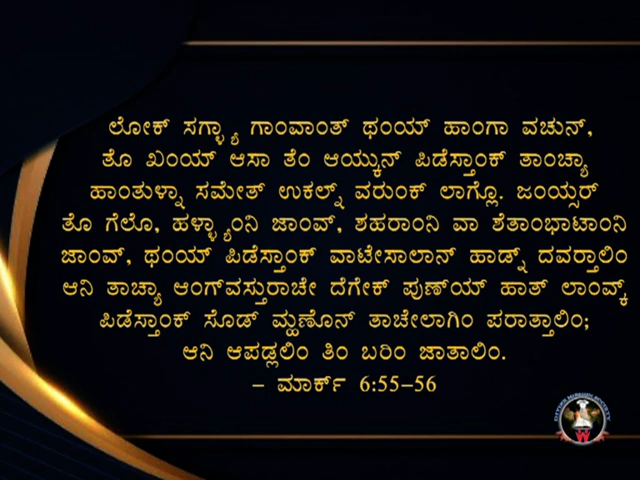 ಲೋಕ್ ಸಗ್ಳ್ಯಾ ಗಾಂವಾಂತ್ ಥಂಯ್ ಹಾಂಗಾ ವಚುನ್,
ತೊ ಖಂಯ್ ಆಸಾ ತೆಂ ಆಯ್ಕುನ್ ಪಿಡೆಸ್ತಾಂಕ್ ತಾಂಚ್ಯಾ
ಹಾಂತುಳ್ನಾ ಸಮೇತ್ ಉಕಲ್ನ್ ವರುಂಕ್ ಲಾಗ್ಲೊ. ಜಂಯ್ಸರ್
ತೊ ಗೆಲೊ, ಹಳ್ಳ್ಯಾಂನಿ ಜಾಂವ್, ಶಹರಾಂನಿ ವಾ ಶೆತಾಂಭಾಟಾಂನಿ
ಜಾಂವ್, ಥಂಯ್ ಪಿಡೆಸ್ತಾಂಕ್ ವಾಟೇಸಾಲಾನ್ ಹಾಡ್ನ್ ದವರ್ತಾಲಿಂ
ಆನಿ ತಾಚ್ಯಾ ಆಂಗ್‌ವಸ್ತುರಾಚೇ ದೆಗೇಕ್ ಪುಣ್‌ಯ್ ಹಾತ್ ಲಾಂವ್ಕ್
ಪಿಡೆಸ್ತಾಂಕ್ ಸೊಡ್ ಮ್ಹಣೊನ್ ತಾಚೇಲಾಗಿಂ ಪರಾತ್ತಾಲಿಂ;
ಆನಿ ಆಪಡ್ಲಲಿಂ ತಿಂ ಬರಿಂ ಜಾತಾಲಿಂ.
– ಮಾರ್ಕ್ 6:55–56